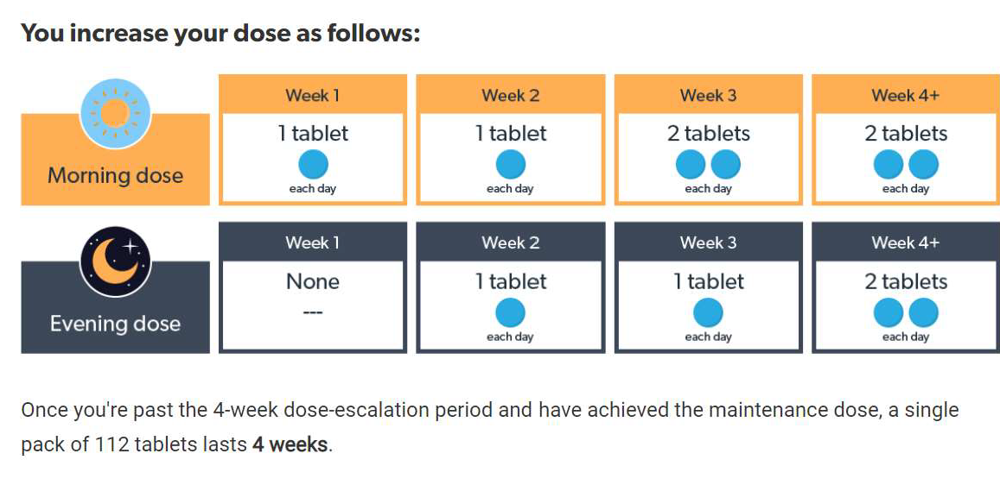 You increase your dose as follows:
Morning dose
Week 1
1 tablet
each day
Week 2
1 tablet
each day
Week 3
2 tablets
each day
Week 4+
2 tablets
each day
Evening dose
Week 1
None
---
Week 2
1 tablet
each day
Week 3
1 tablet
each day
Week 4+
2 tablets
each day
Once you're past the 4-week dose-escalation period and have achieved the maintenance dose, a single
pack of 112 tablets lasts 4 weeks.